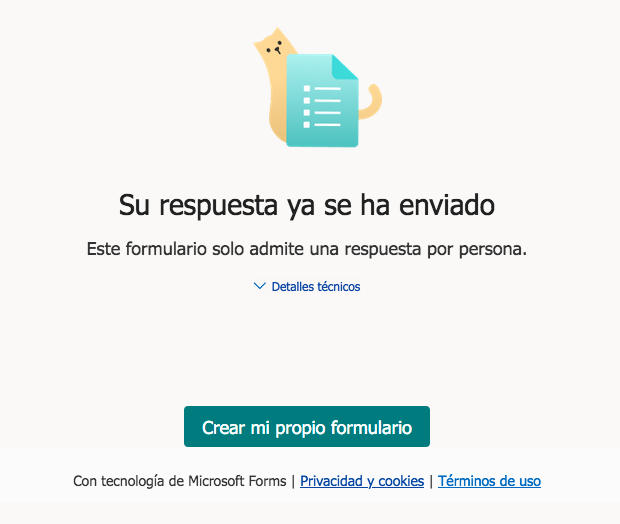 Su respuesta ya se ha enviado
Este formulario solo admite una respuesta por persona.
Detalles técnicos
Crear mi propio formulario
Con tecnología de Microsoft Forms | Privacidad y cookies | Términos de uso